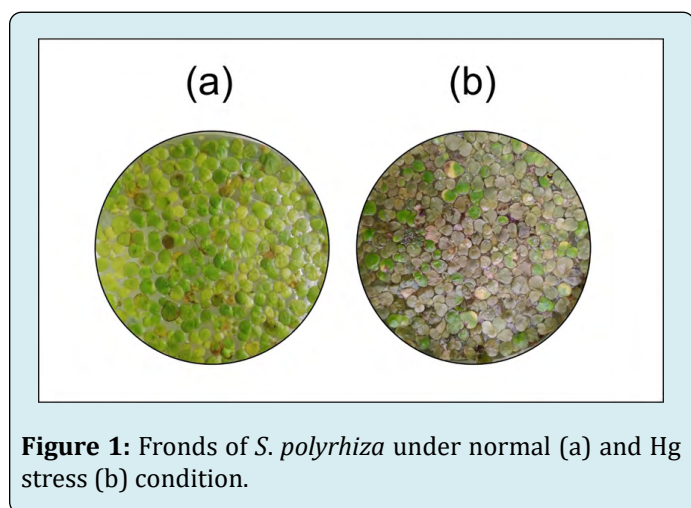 (a) (b)
Figure 1: Fronds of S. polyrhiza under normal (a) and Hg
stress (b) condition.